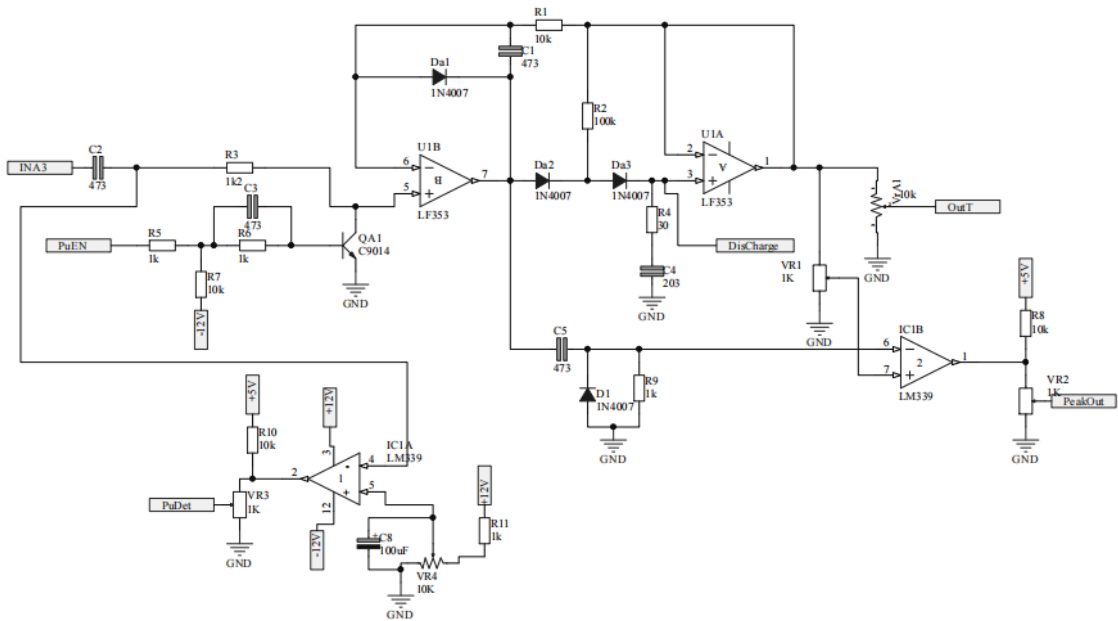 R1
10k
C1
473
Da1
1N4007
R2
100k
U1B
U1A
C2
R3
6
7
2
1
INA3
B
Da2
Da3
A
473
1k2
5
3
C3
LF353
1N4007
1N4007
LF353
VrA1
10k
OutT
473
R4
30
QA1
C9014
PuEN
R5
R6
DisCharge
1k
1k
R7
10k
C4
203
VR1
1K
GND
+5V
GND
GND
-12V
R8
10k
C5
GND
IC1B
6
1
473
7
2
D1
1N4007
R9
1k
LM339
VR2
1K
PeakOut
+5V
+12V
GND
GND
R10
10k
3
IC1A
LM339
2
1
4
+12V
5
PuDet
VR3
1K
12
R11
1k
-12V
C8
100uF
GND
VR4
10K
GND